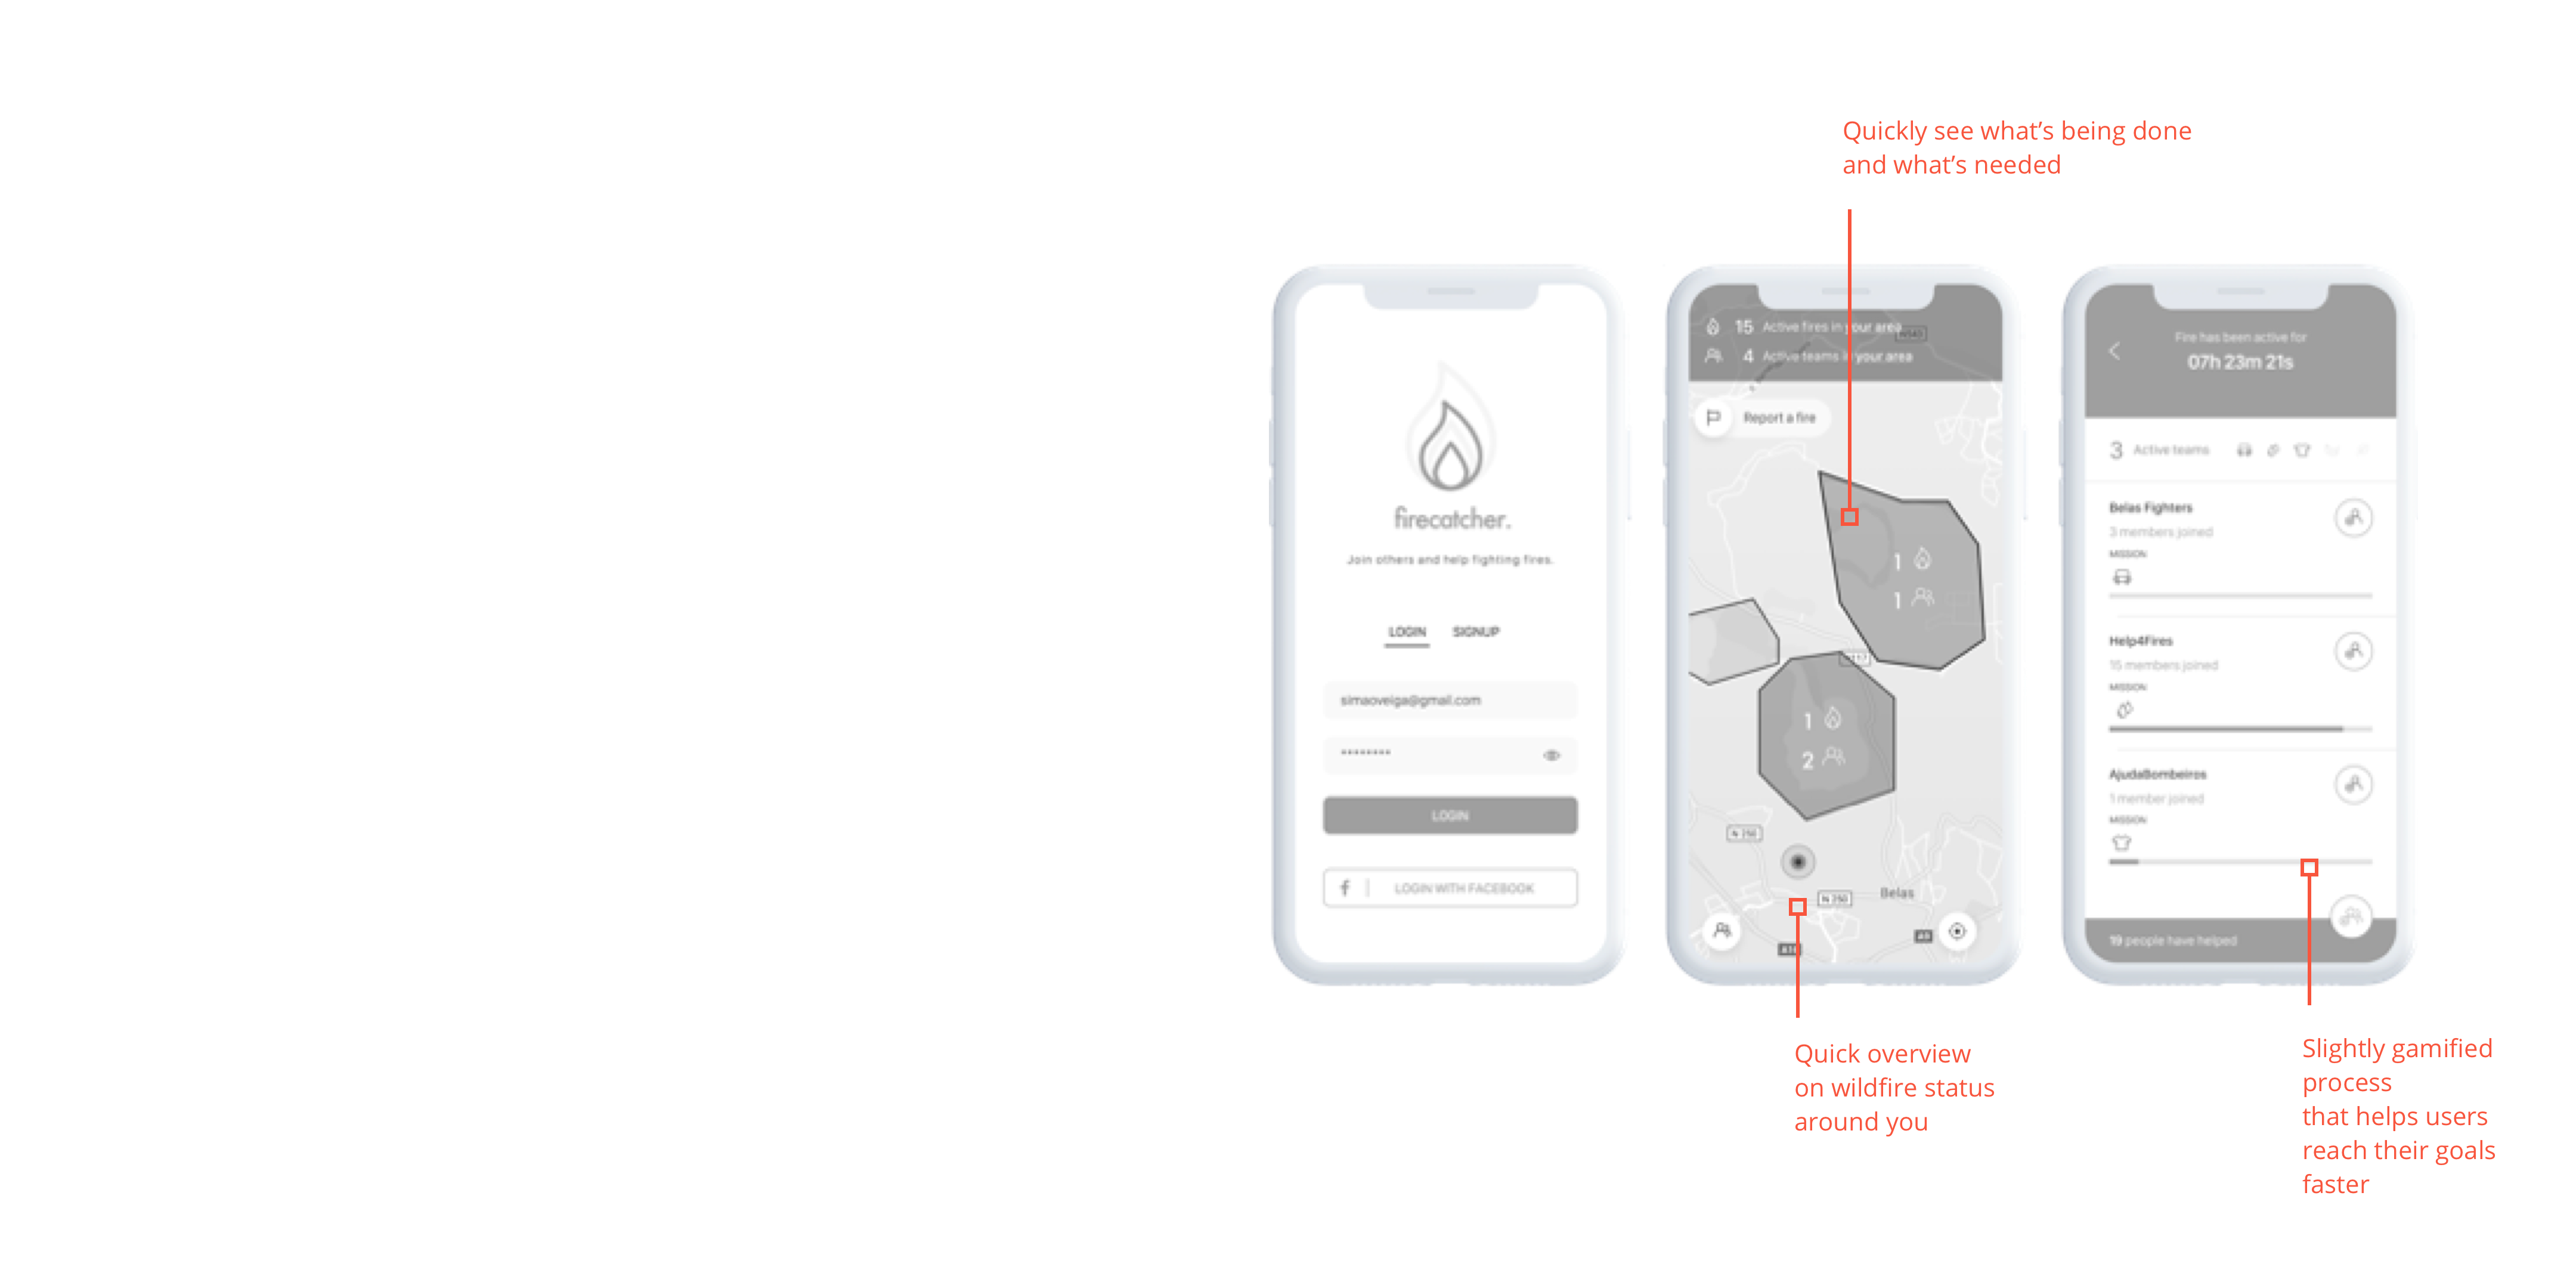 Quickly see what's being done
and what's needed
firecatcher.
Join others and help fighting fires.
LOGIN SIGNUP
simaoveiga@gmail.com
********
LOGIN
f | LOGIN WITH FACEBOOK
15 Active fires in your area
4 Active teams in your area
Report a fire
1
1
1
2
N 250
N 250
Belas
A9
Fire has been active for
07h 23m 21s
3 Active teams
Belas Fighters
3 members joined
MISSION
Help4Fires
15 members joined
MISSION
AjudaBombeiros
1 member joined
MISSION
19 people have helped
Quick overview
on wildfire status
around you
Slightly gamified
process
that helps users
reach their goals
faster